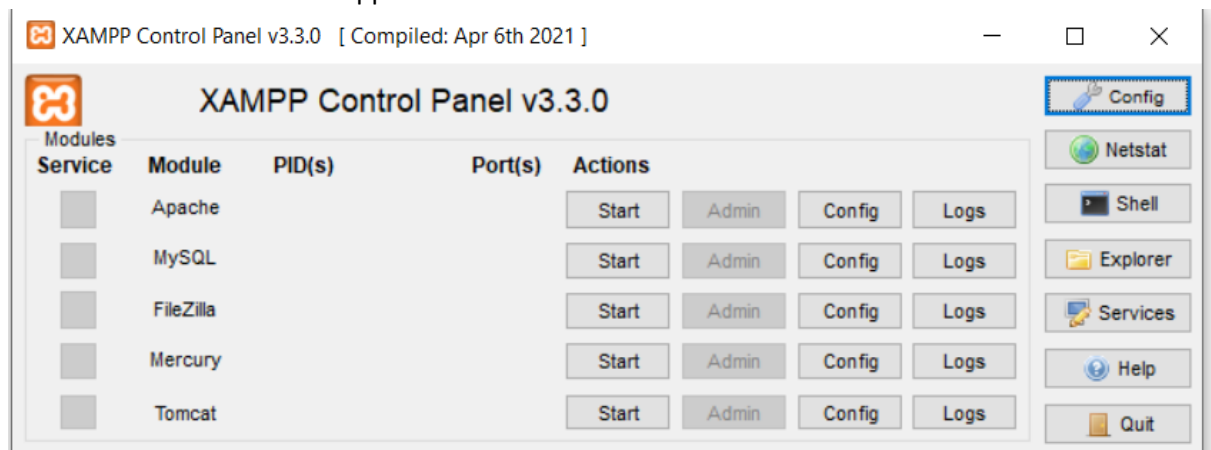 XAMPP Control Panel v3.3.0 [ Compiled: Apr 6th 2021 ]
XAMPP Control Panel v3.3.0
Config
Modules
Service Module PID(s) Port(s) Actions
Netstat
Apache Start Admin Config Logs
Shell
MySQL Start Admin Config Logs
Explorer
FileZilla Start Admin Config Logs
Services
Mercury Start Admin Config Logs
Help
Tomcat Start Admin Config Logs
Quit